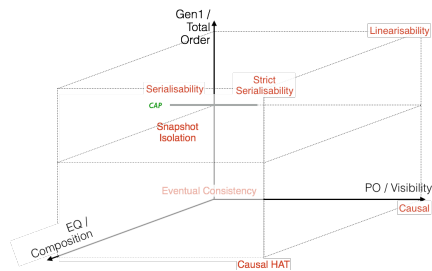 Gen1 /
Total
Order
Linearisability
Serialisability
Strict
Serialisability
CAP
Snapshot
Isolation
Eventual Consistency
PO / Visibility
Causal
EQ /
Composition
Causal HAT